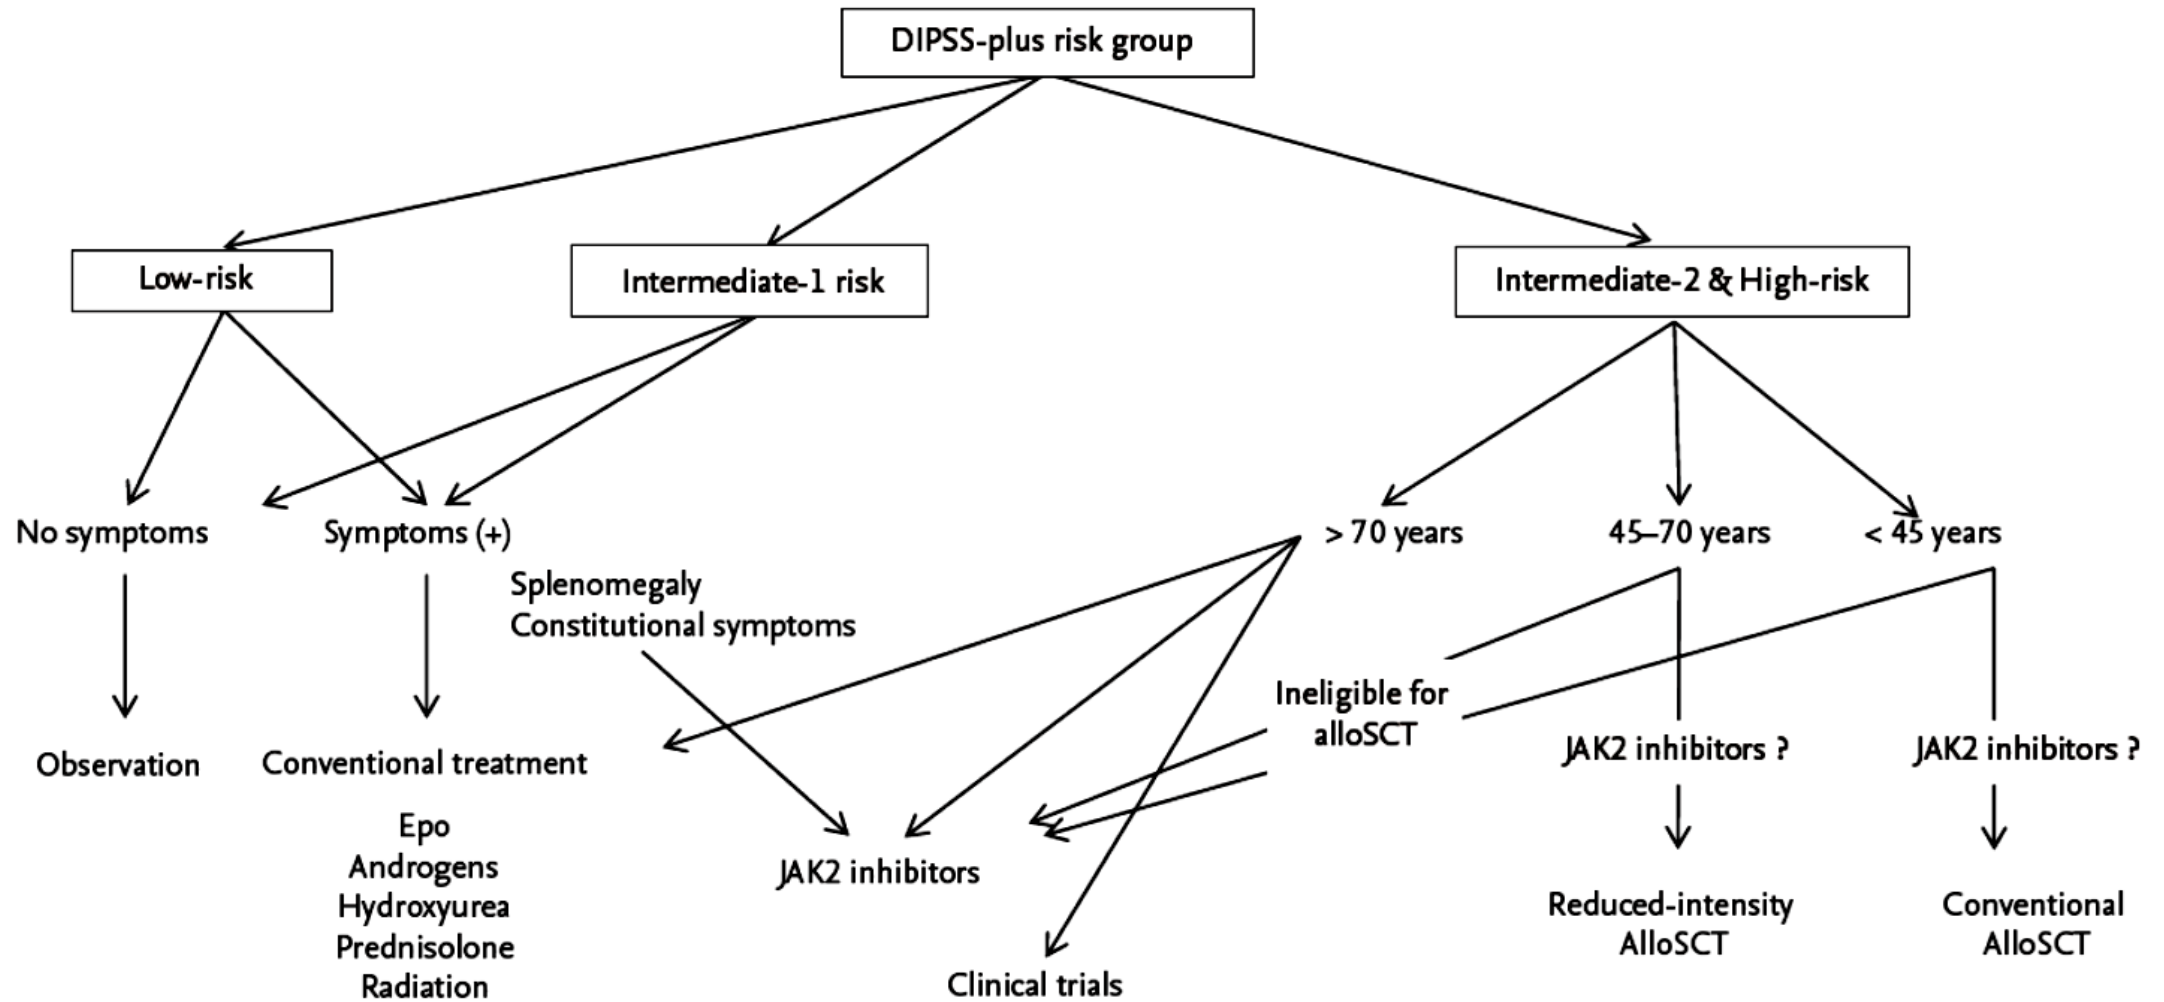 DIPSS-plus risk group
Low-risk
Intermediate-1 risk
Intermediate-2 & High-risk
No symptoms
Symptoms (+)
> 70 years
45–70 years
< 45 years
Splenomegaly
Constitutional symptoms
Ineligible for
alloSCT
Observation
Conventional treatment
JAK2 inhibitors ?
JAK2 inhibitors ?
Epo
Androgens
Hydroxyurea
Prednisolone
Radiation
JAK2 inhibitors
Clinical trials
Reduced-intensity
AlloSCT
Conventional
AlloSCT